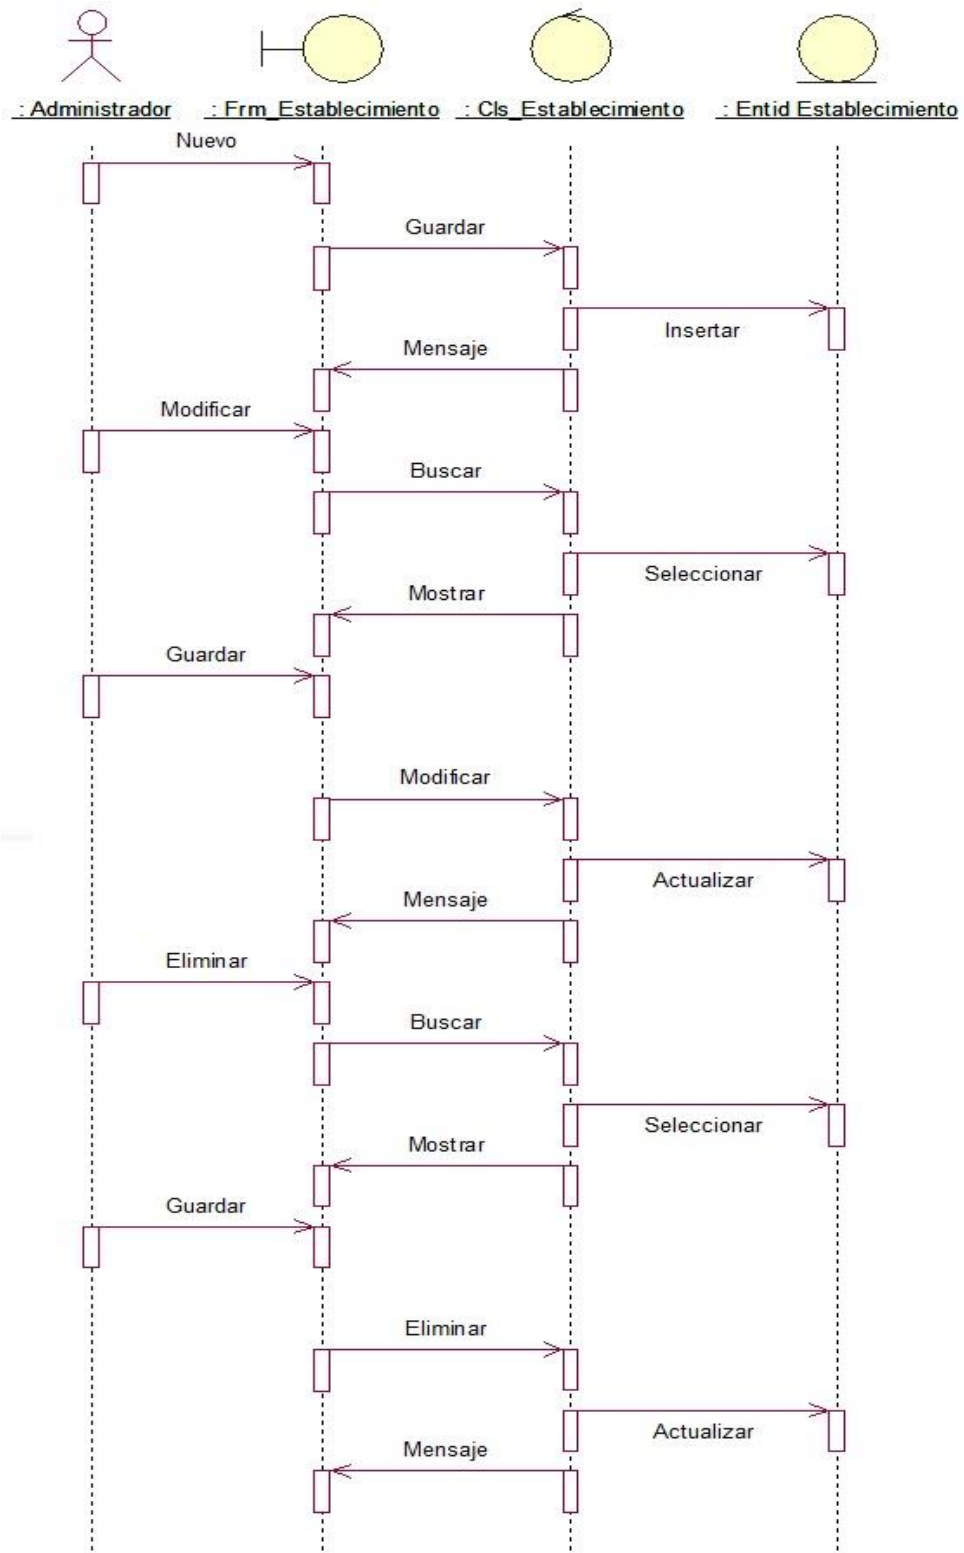 : Administrador
: Frm_Establecimiento
: Cls_Establecimiento
: Entid Establecimiento
Nuevo
Guardar
Insertar
Mensaje
Modificar
Buscar
Seleccionar
Mostrar
Guardar
Modificar
Actualizar
Mensaje
Eliminar
Buscar
Seleccionar
Mostrar
Guardar
Eliminar
Actualizar
Mensaje